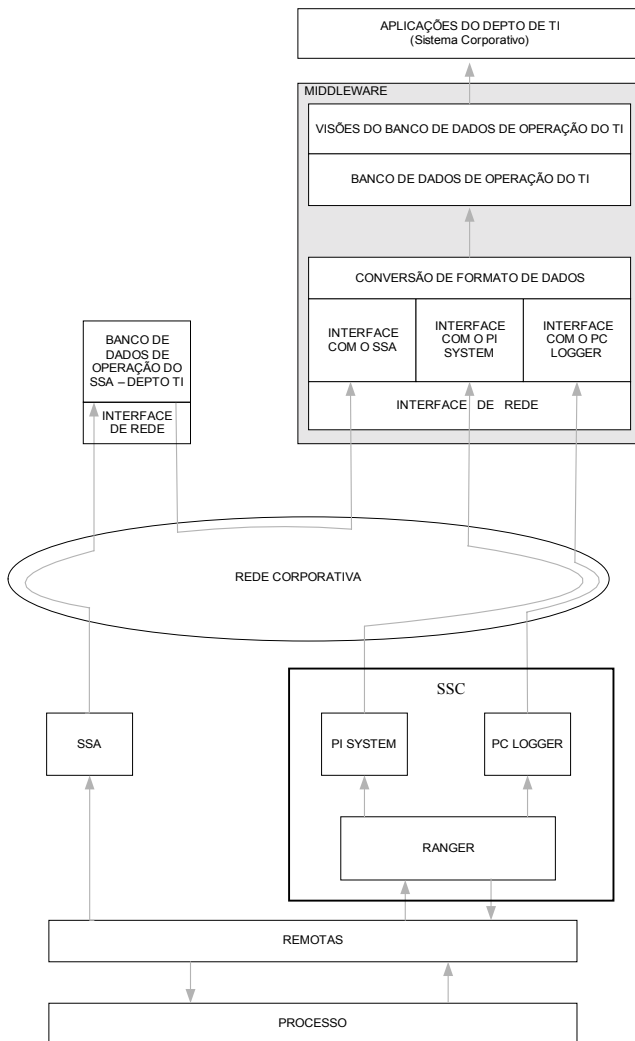 APLICAÇÕES DO DEPTO DE TI
(Sistema Corporativo)
MIDDLEWARE
VISÕES DO BANCO DE DADOS DE OPERAÇÃO DO TI
BANCO DE DADOS DE OPERAÇÃO DO TI
CONVERSÃO DE FORMATO DE DADOS
INTERFACE
COM O SSA
INTERFACE
COM O PI
SYSTEM
INTERFACE
COM O PC
LOGGER
INTERFACE DE REDE
BANCO DE
DADOS DE
OPERAÇÃO DO
SSA – DEPTO TI
INTERFACE
DE REDE
REDE CORPORATIVA
SSC
SSA
PI SYSTEM
PC LOGGER
RANGER
REMOTAS
PROCESSO